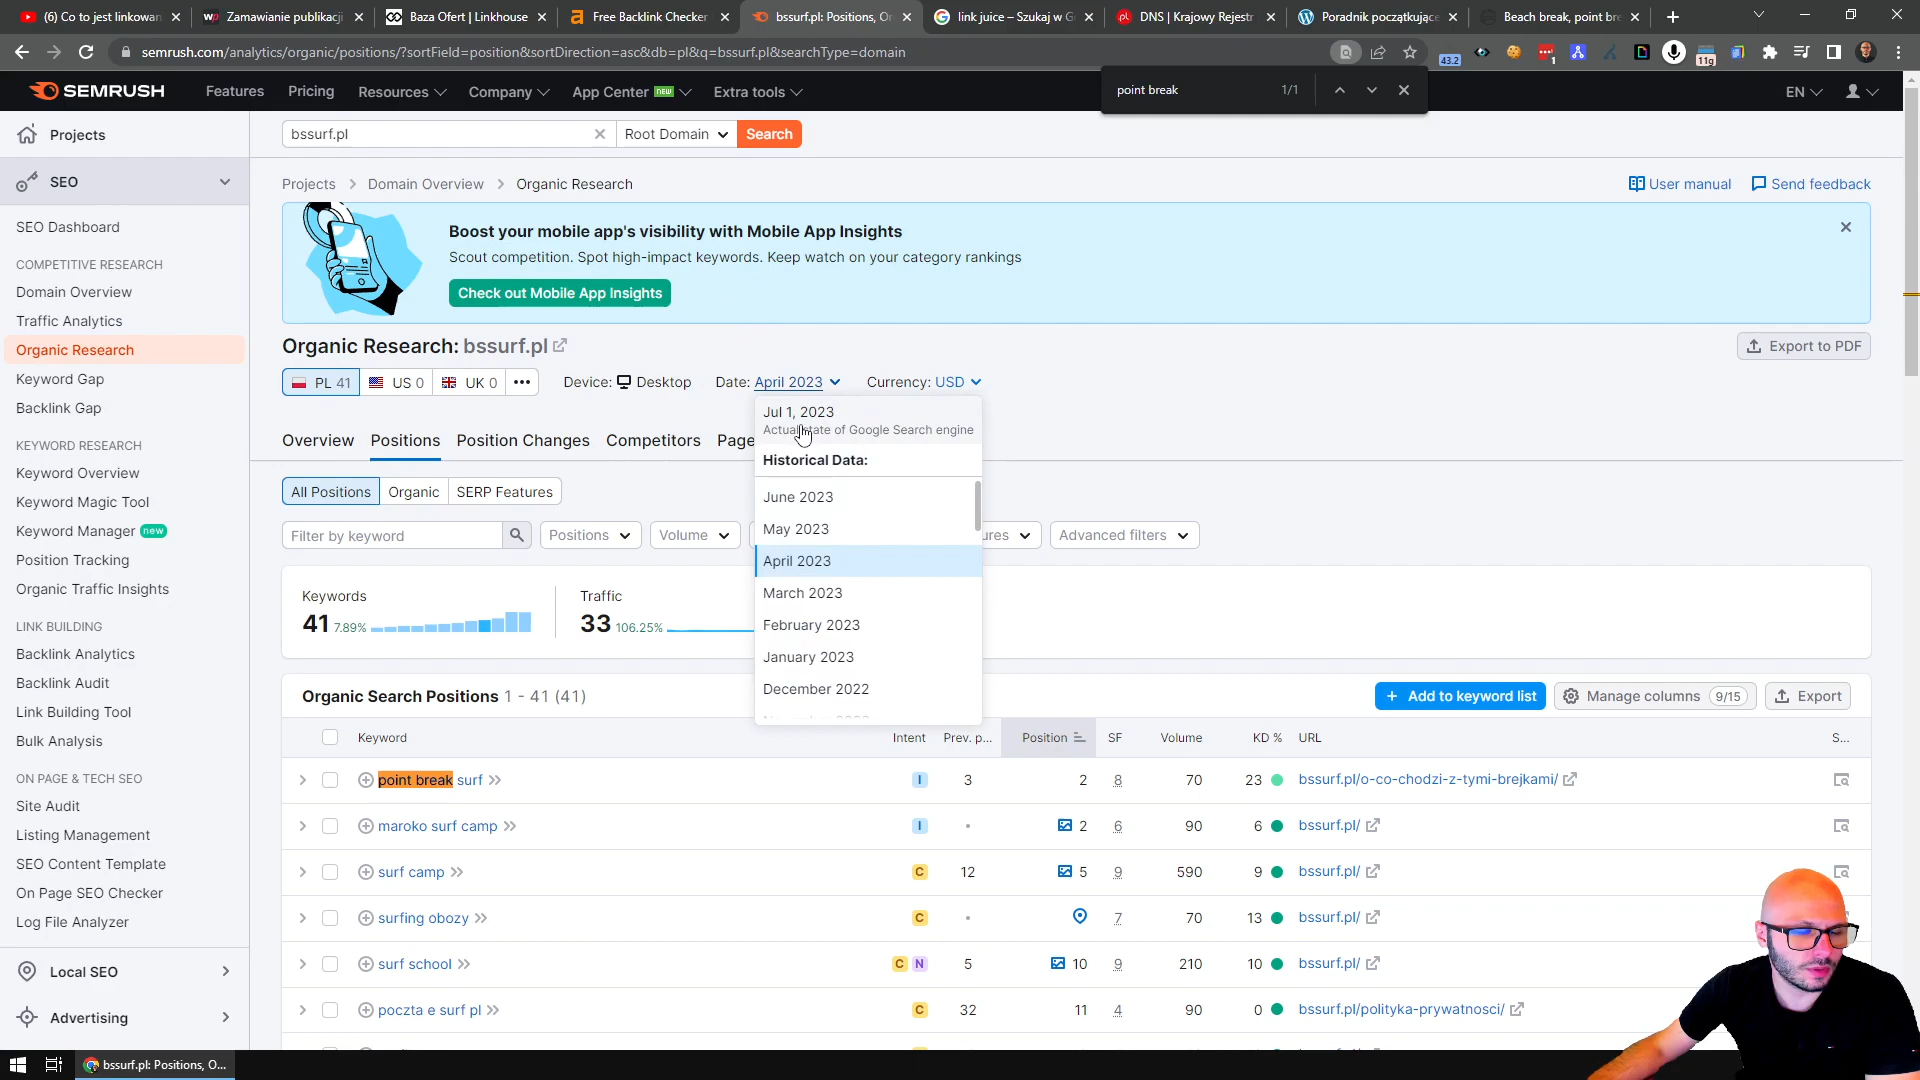 (6) Co to jest linkowan
Zamawianie publikacji
Baza Ofert | Linkhouse
Free Backlink Checker
bssurf.pl: Positions, Or
link juice – Szukaj w G
DNS | Krajowy Rejestr
Poradnik początkujące
Beach break, point bre
semrush.com/analytics/organic/positions/?sortField=position&sortDirection=asc&db=pl&q=bssurf.pl&searchType=domain
43.2
1
11g
point break
1/1
SEMRUSH
Features
Pricing
Resources
Company
App Center NEW
Extra tools
EN
Projects
bssurf.pl
Root Domain
Search
SEO
Projects > Domain Overview > Organic Research
User manual
Send feedback
SEO Dashboard
COMPETITIVE RESEARCH
Domain Overview
Traffic Analytics
Organic Research
Keyword Gap
Backlink Gap
KEYWORD RESEARCH
Keyword Overview
Keyword Magic Tool
Keyword Manager new
Position Tracking
Organic Traffic Insights
LINK BUILDING
Backlink Analytics
Backlink Audit
Link Building Tool
Bulk Analysis
ON PAGE & TECH SEO
Site Audit
Listing Management
SEO Content Template
On Page SEO Checker
Log File Analyzer
Local SEO
Advertising
Boost your mobile app's visibility with Mobile App Insights
Scout competition. Spot high-impact keywords. Keep watch on your category rankings
Check out Mobile App Insights
Organic Research: bssurf.pl
Export to PDF
PL 41
US 0
UK 0
Device: Desktop
Date: April 2023
Currency: USD
Jul 1, 2023
Actual state of Google Search engine
Historical Data:
June 2023
May 2023
April 2023
March 2023
February 2023
January 2023
December 2022
Overview
Positions
Position Changes
Competitors
Page
All Positions
Organic
SERP Features
Filter by keyword
Positions
Volume
ures
Advanced filters
Keywords
41 7.89%
Traffic
33 106.25%
Organic Search Positions 1 - 41 (41)
+ Add to keyword list
Manage columns 9/15
Export
Keyword Intent Prev. p... Position SF Volume KD % URL S...
point break surf I 3 2 8 70 23 bssurf.pl/o-co-chodzi-z-tymi-brejkami/
maroko surf camp I • 2 6 90 6 bssurf.pl/
surf camp C 12 5 9 590 9 bssurf.pl/
surfing obozy C • 7 70 13 bssurf.pl/
surf school C N 5 10 9 210 10 bssurf.pl/
poczta e surf pl C 32 11 4 90 0 bssurf.pl/polityka-prywatnosci/
bssurf.pl: Positions, O...